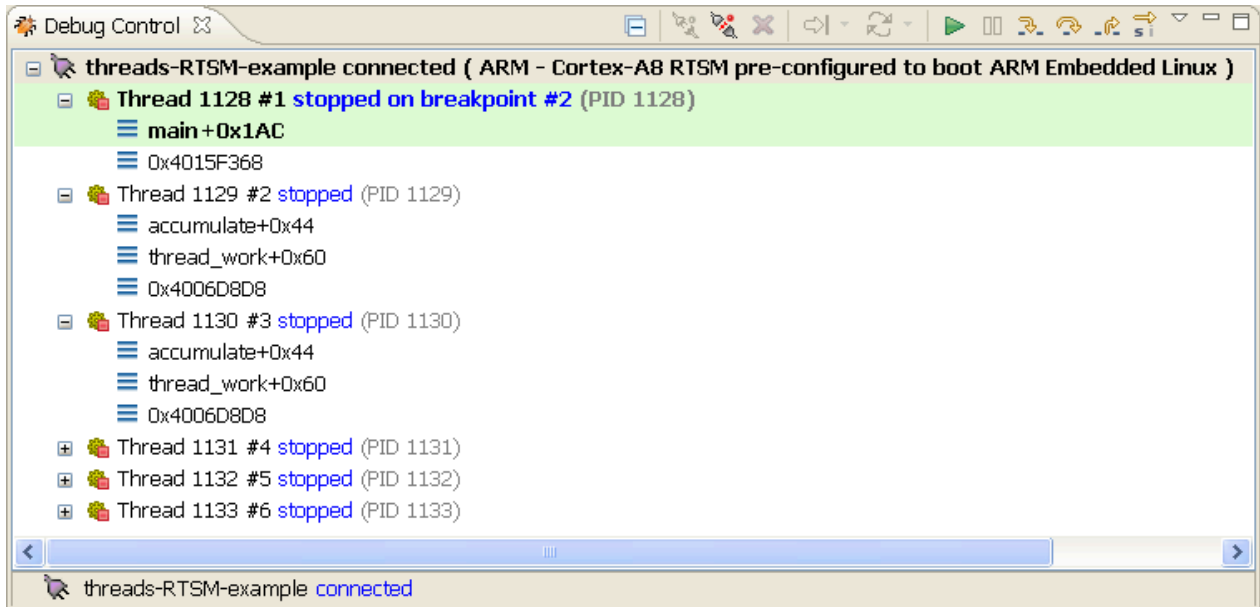 Debug Control
threads-RTSM-example connected ( ARM - Cortex-A8 RTSM pre-configured to boot ARM Embedded Linux )
Thread 1128 #1 stopped on breakpoint #2 (PID 1128)
main+0x1AC
0x4015F368
Thread 1129 #2 stopped (PID 1129)
accumulate+0x44
thread_work+0x60
0x4006D8D8
Thread 1130 #3 stopped (PID 1130)
accumulate+0x44
thread_work+0x60
0x4006D8D8
Thread 1131 #4 stopped (PID 1131)
Thread 1132 #5 stopped (PID 1132)
Thread 1133 #6 stopped (PID 1133)
threads-RTSM-example connected